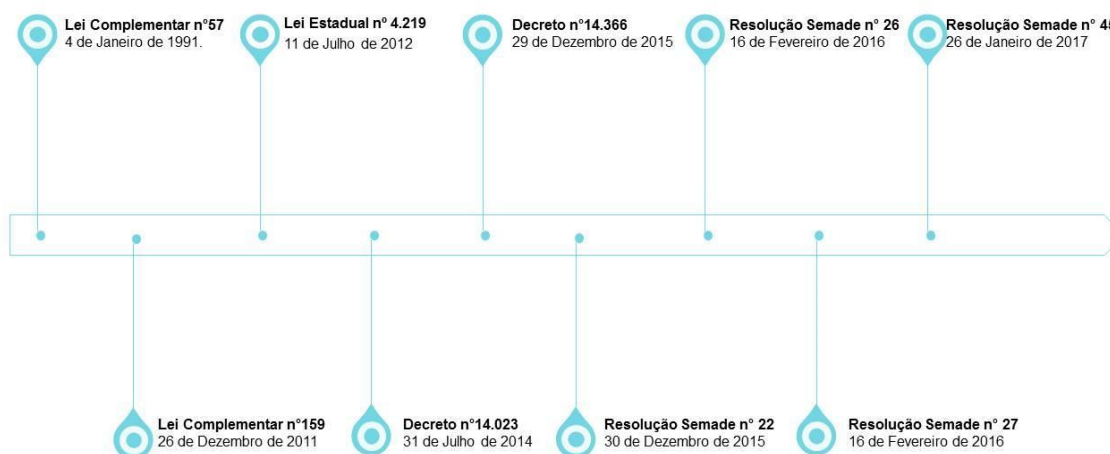 Lei Complementar n°57
4 de Janeiro de 1991.
Lei Estadual nº 4.219
11 de Julho de 2012
Decreto n°14.366
29 de Dezembro de 2015
Resolução Semade n° 26
16 de Fevereiro de 2016
Resolução Semade n° 45
26 de Janeiro de 2017
Lei Complementar n°159
26 de Dezembro de 2011
Decreto n°14.023
31 de Julho de 2014
Resolução Semade n° 22
30 de Dezembro de 2015
Resolução Semade n° 27
16 de Fevereiro de 2016